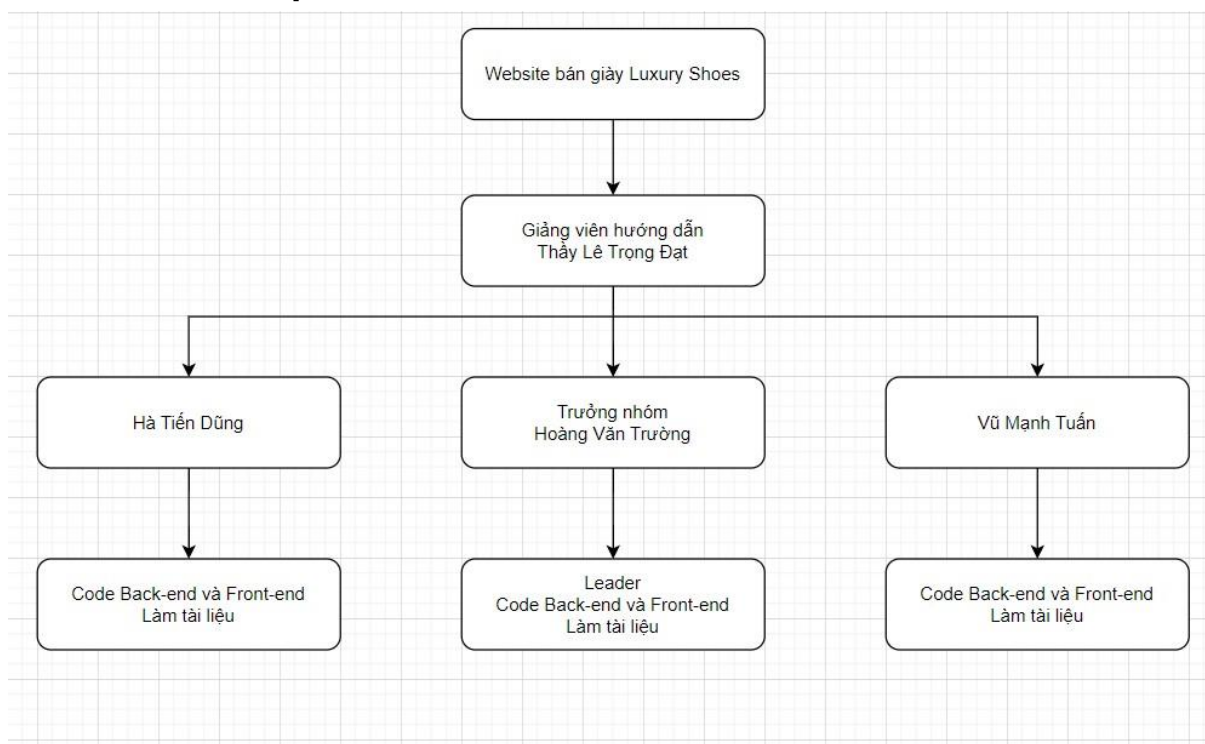 Website bán giày Luxury Shoes
Giảng viên hướng dẫn
Thầy Lê Trọng Đạt
Hà Tiến Dũng
Trưởng nhóm
Hoàng Văn Trường
Vũ Mạnh Tuấn
Code Back-end và Front-end
Làm tài liệu
Leader
Code Back-end và Front-end
Làm tài liệu
Code Back-end và Front-end
Làm tài liệu